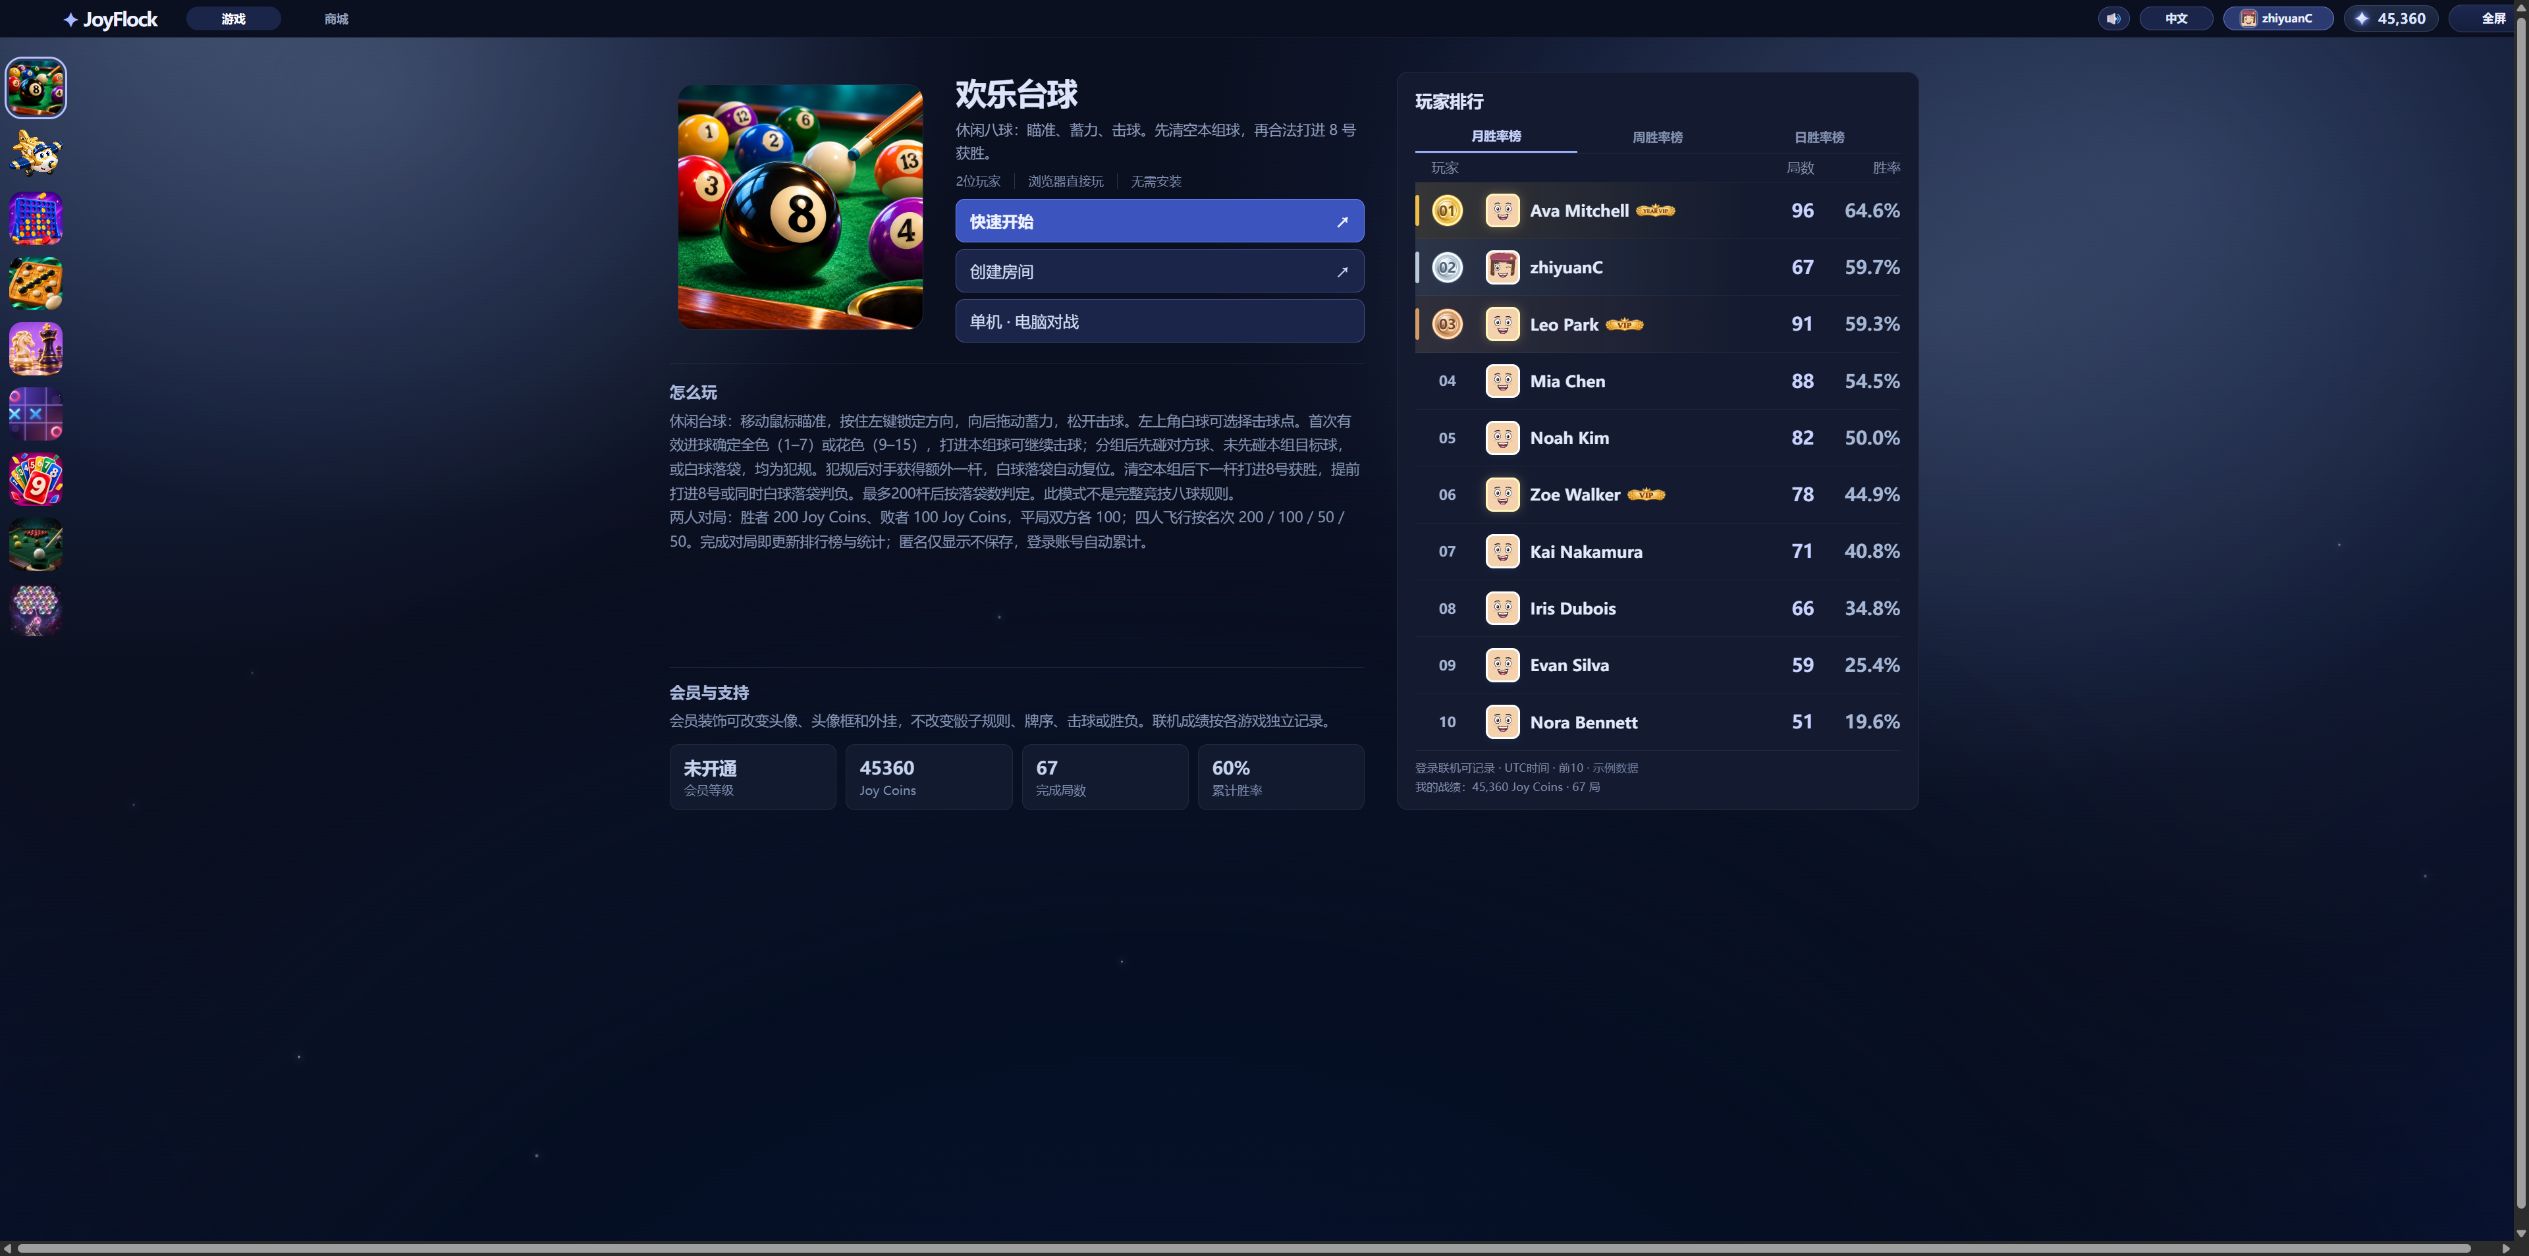 JoyFlock
游戏
商城
中文
zhiyuanC
45,360
全屏
欢乐台球
休闲八球：瞄准、蓄力、击球。先清空本组球，再合法打进 8 号
获胜。
2位玩家
浏览器直接玩
无需安装
快速开始
创建房间
单机 · 电脑对战
怎么玩
休闲台球：移动鼠标瞄准，按住左键锁定方向，向后拖动蓄力，松开击球。左上角白球可选择击球点。首次有
效进球确定全色（1–7）或花色（9–15），打进本组球可继续击球；分组后先碰对方球、未先碰本组目标球，
或白球落袋，均为犯规。犯规后对手获得额外一杆，白球落袋自动复位。清空本组后下一杆打进8号获胜，提前
打进8号或同时白球落袋判负。最多200杆后按落袋数判定。此模式不是完整竞技八球规则。
两人对局：胜者 200 Joy Coins、败者 100 Joy Coins，平局双方各 100；四人飞行按名次 200 / 100 / 50 /
50。完成对局即更新排行榜与统计；匿名仅显示不保存，登录账号自动累计。
会员与支持
会员装饰可改变头像、头像框和外挂，不改变骰子规则、牌序、击球或胜负。联机成绩按各游戏独立记录。
未开通
会员等级
45360
Joy Coins
67
完成局数
60%
累计胜率
玩家排行
月胜率榜
周胜率榜
日胜率榜
玩家 局数 胜率
01 Ava Mitchell YEAR VIP 96 64.6%
02 zhiyuanC 67 59.7%
03 Leo Park VIP 91 59.3%
04 Mia Chen 88 54.5%
05 Noah Kim 82 50.0%
06 Zoe Walker VIP 78 44.9%
07 Kai Nakamura 71 40.8%
08 Iris Dubois 66 34.8%
09 Evan Silva 59 25.4%
10 Nora Bennett 51 19.6%
登录联机可记录 · UTC时间 · 前10 · 示例数据
我的战绩：45,360 Joy Coins · 67 局
1
12
6
2
13
3
8
4